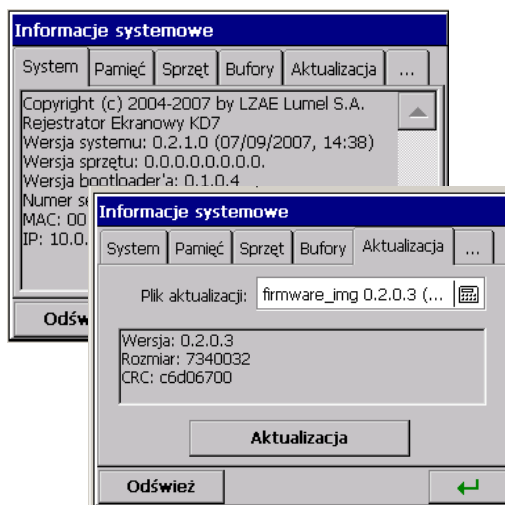 Informacje systemowe
System Pamięć Sprzęt Bufory Aktualizacja ...
Copyright (c) 2004-2007 by LZAE Lumel S.A.
Rejestrator Ekranowy KD7
Wersja systemu: 0.2.1.0 (07/09/2007, 14:38)
Wersja sprzętu: 0.0.0.0.0.0.0.
Wersja bootloader'a: 0.1.0.4
Numer
MAC: 00
IP: 10.0.
Informacje systemowe
System Pamięć Sprzęt Bufory Aktualizacja ...
Plik aktualizacji: firmware_img 0.2.0.3 (...
Wersja: 0.2.0.3
Rozmiar: 7340032
CRC: c6d06700
Aktualizacja
Odśwież